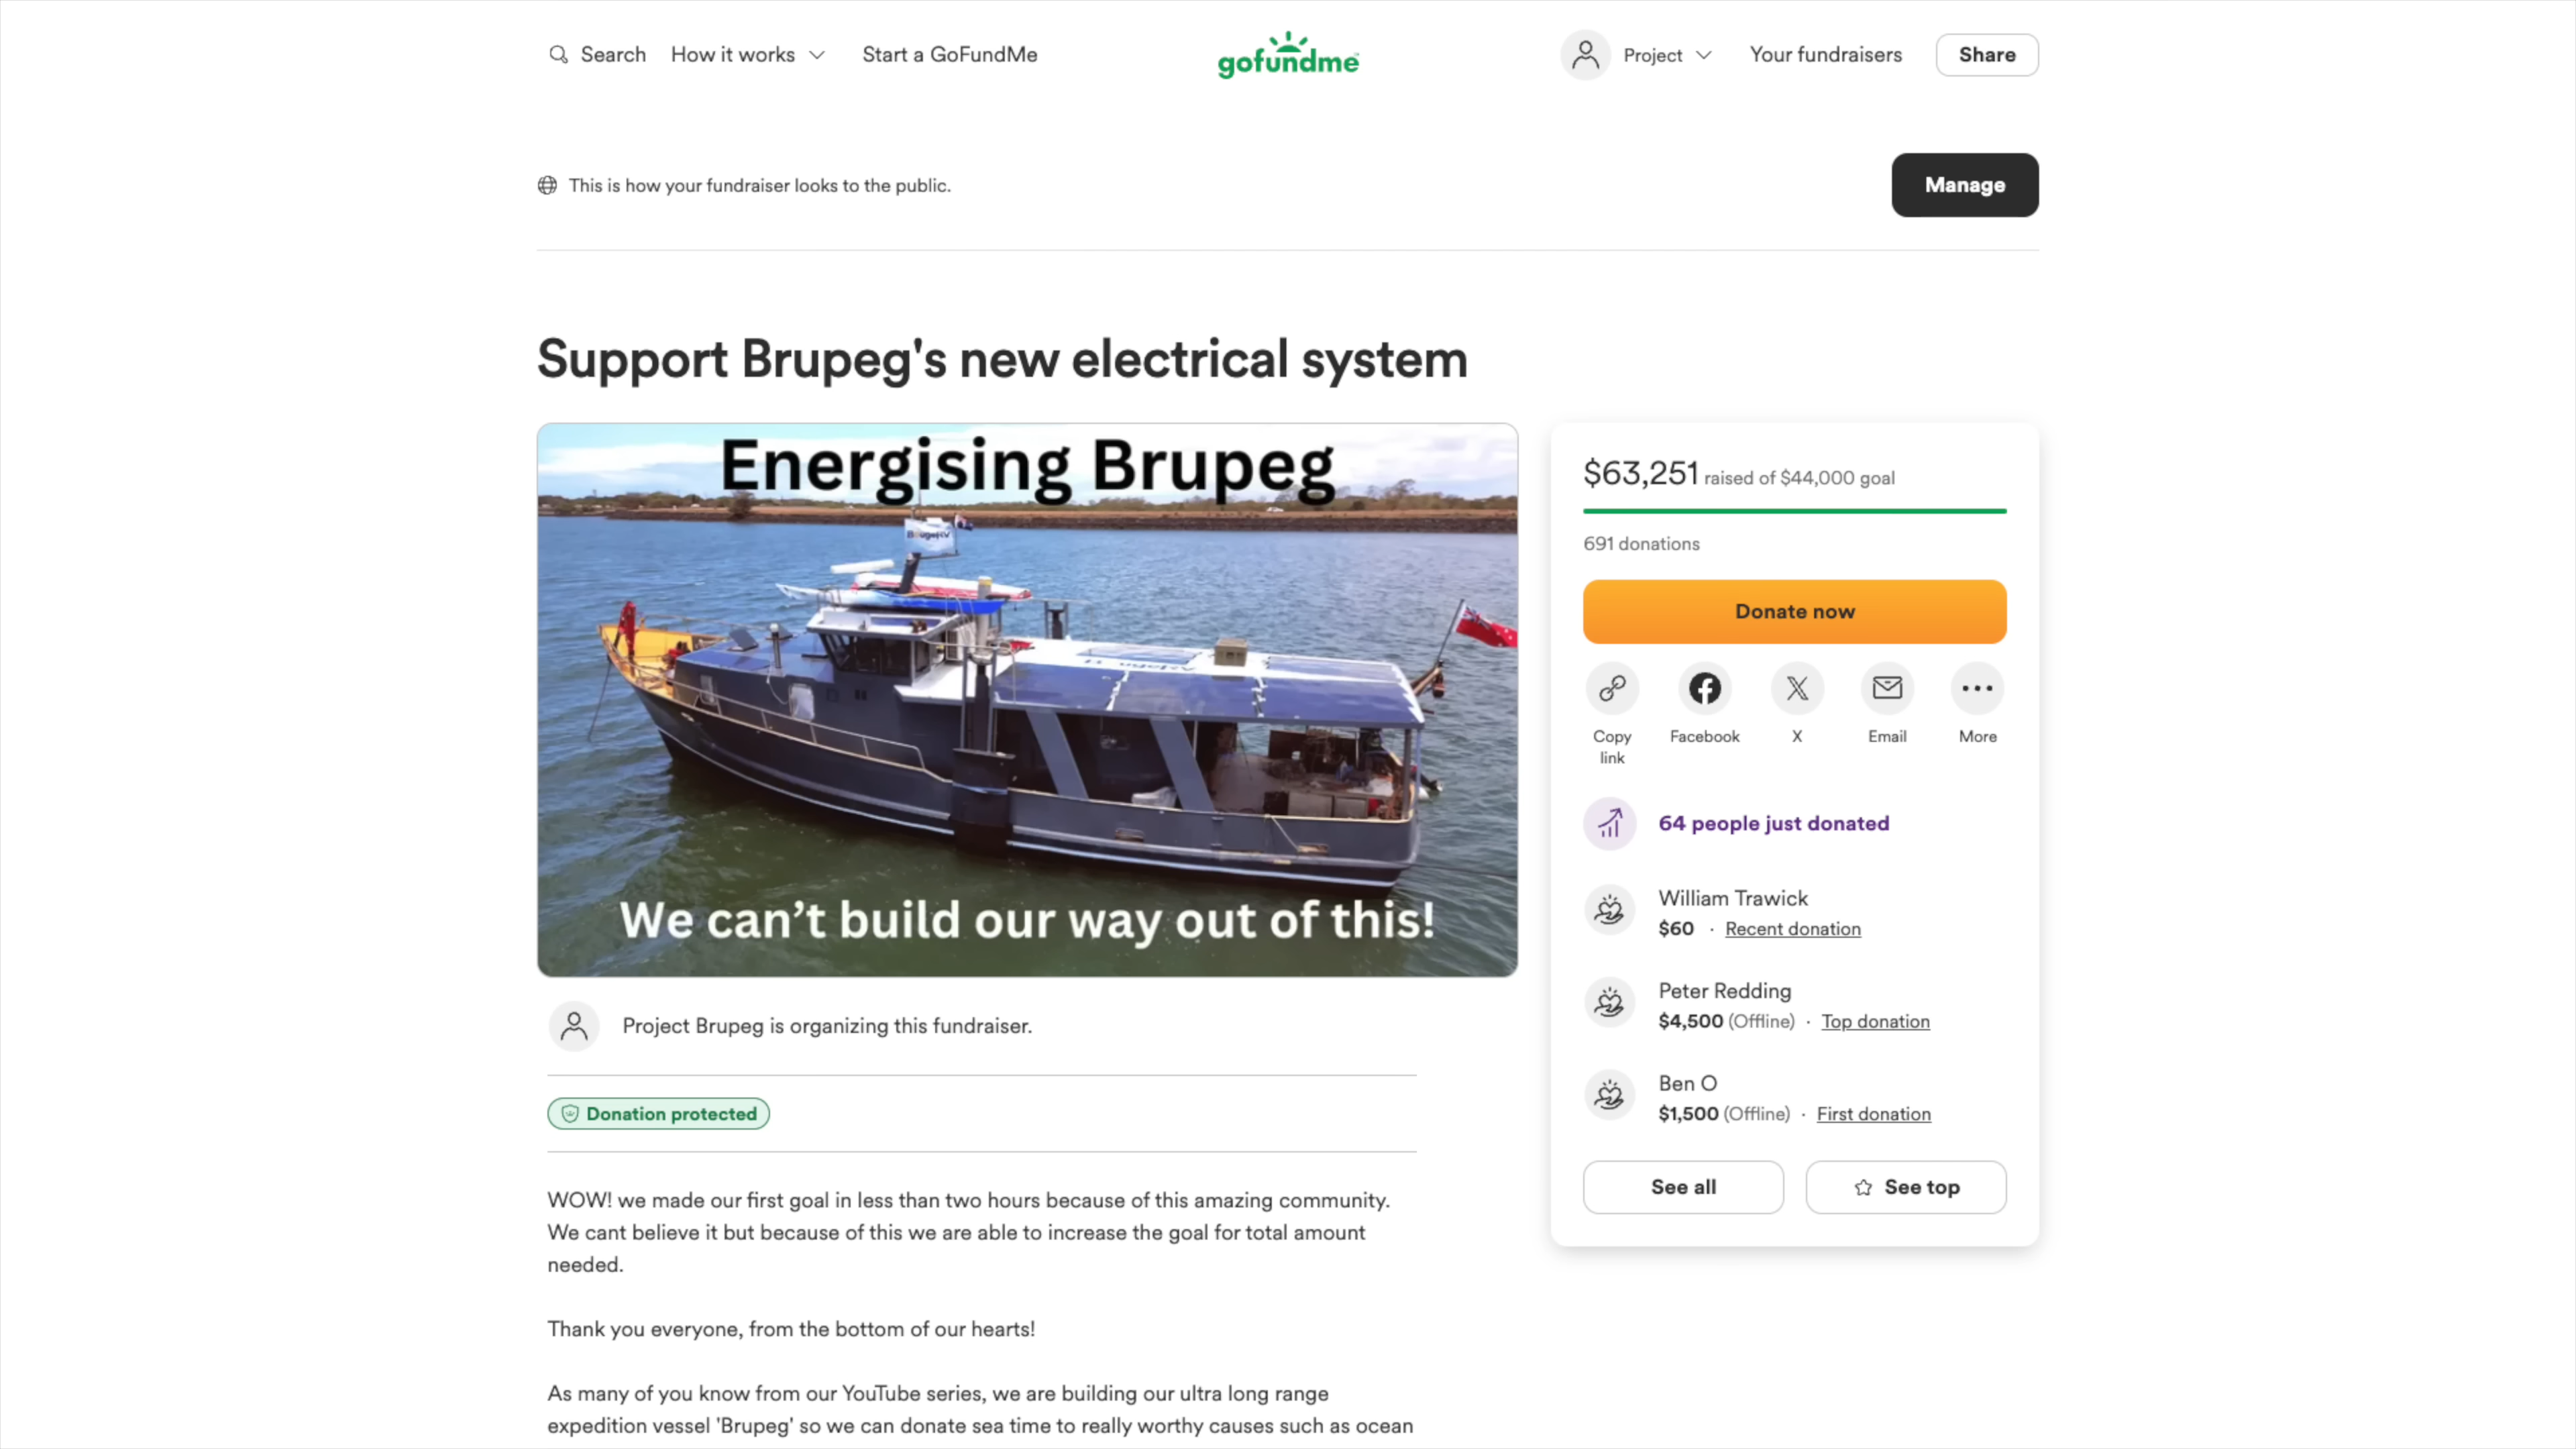 Search How it works Start a GoFundMe
gofundme
Project Your fundraisers Share
This is how your fundraiser looks to the public.
Manage
Support Brupeg's new electrical system
Energising Brupeg
We can't build our way out of this!
$63,251 raised of $44,000 goal
691 donations
Donate now
Copy link
Facebook
X
Email
More
64 people just donated
William Trawick
$60 · Recent donation
Peter Redding
$4,500 (Offline) · Top donation
Ben O
$1,500 (Offline) · First donation
See all
See top
Project Brupeg is organizing this fundraiser.
Donation protected
WOW! we made our first goal in less than two hours because of this amazing community.
We cant believe it but because of this we are able to increase the goal for total amount
needed.
Thank you everyone, from the bottom of our hearts!
As many of you know from our YouTube series, we are building our ultra long range
expedition vessel 'Brupeg' so we can donate sea time to really worthy causes such as ocean